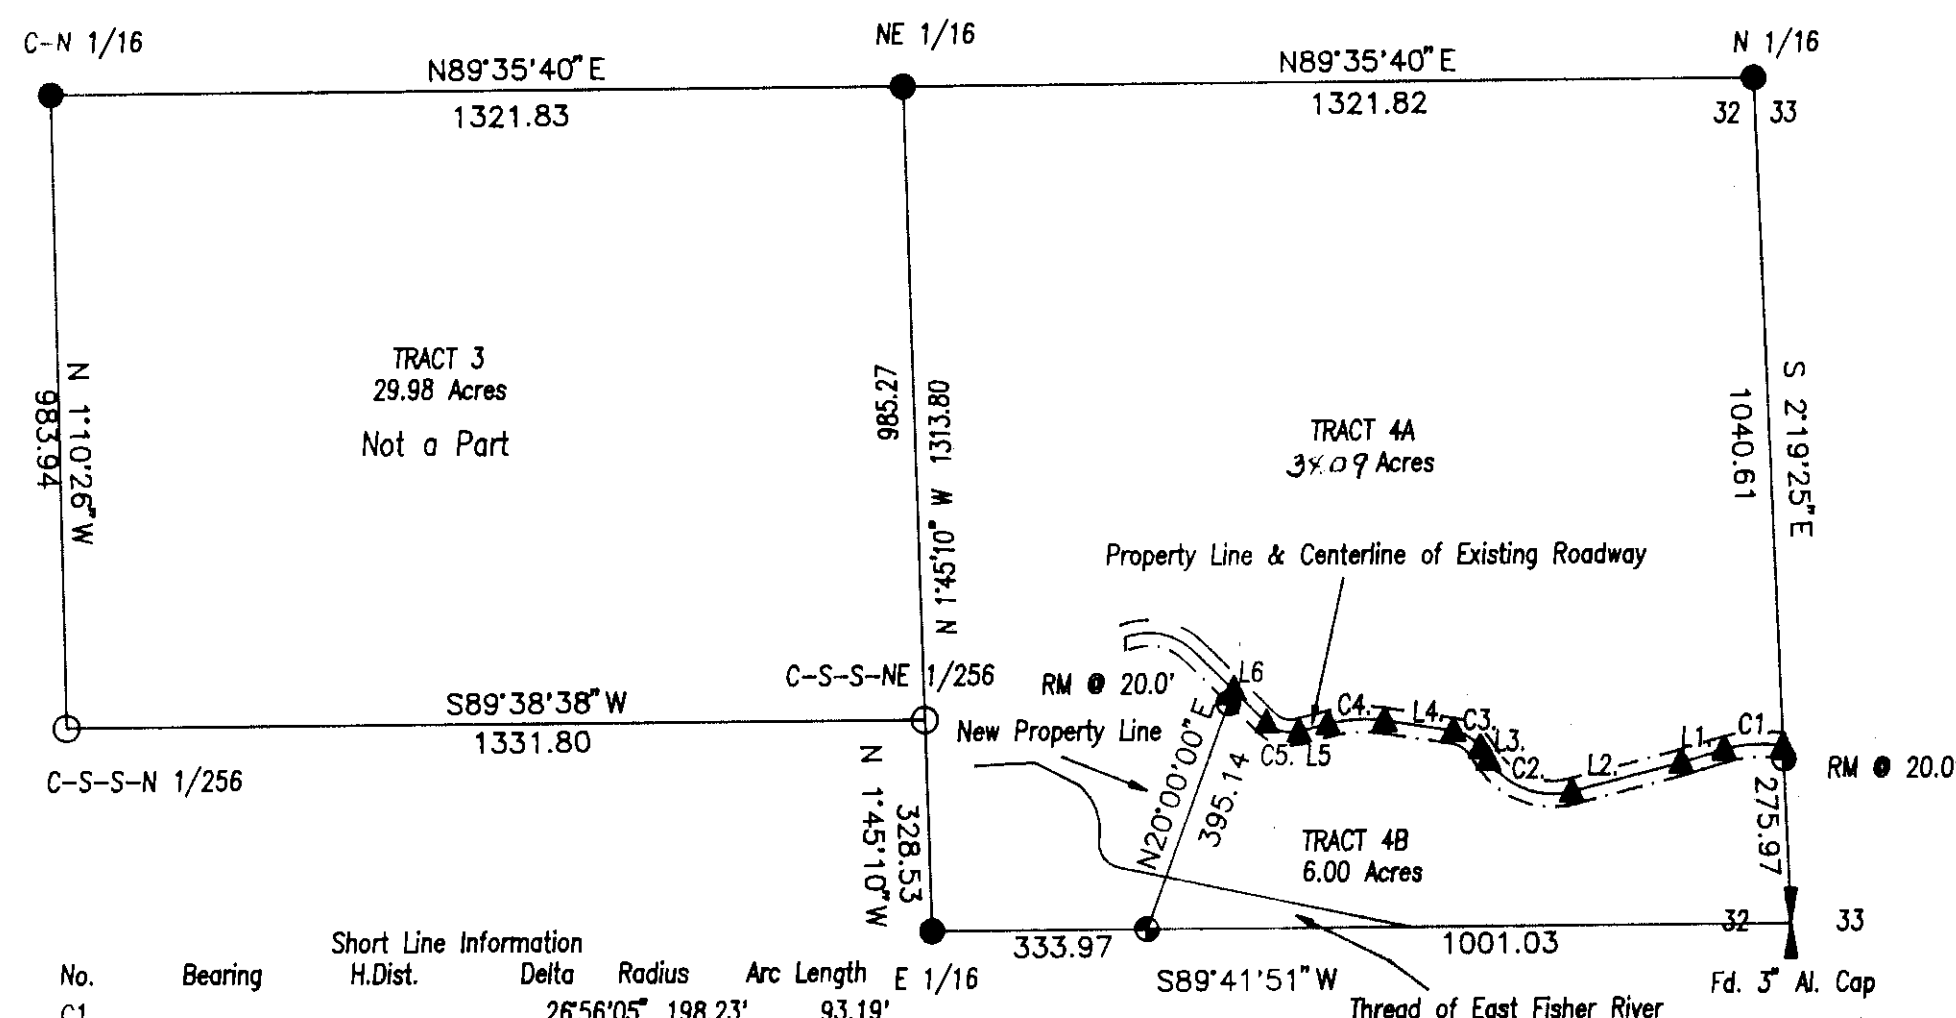 C-N 1/16
NE 1/16
N 1/16
N89°35'40"E
1321.83
N89°35'40"E
1321.82
32 33
TRACT 3
29.98 Acres
Not a Part
N 1°10'26"W
983.94
985.27
N 1°45'10" W 1313.80
TRACT 4A
34.09 Acres
S 2°19'25"E
1040.61
Property Line & Centerline of Existing Roadway
C-S-S-NE 1/256
RM @ 20.0'
L6
S89°38'38"W
1331.80
New Property Line
C5. L5
C4.
L4.
C3.
L3.
C2.
L2.
L1.
C1.
RM @ 20.0
C-S-S-N 1/256
N 1°45'10"W
328.53
N20°00'00"E
395.14
275.97
TRACT 4B
6.00 Acres
32 33
333.97
1001.03
S89°41'51"W
E 1/16
Fd. 3" Al. Cap
Thread of East Fisher River
Short Line Information
No. Bearing H.Dist. Delta Radius Arc Length
C1 26°56'05" 198.23' 93.19'